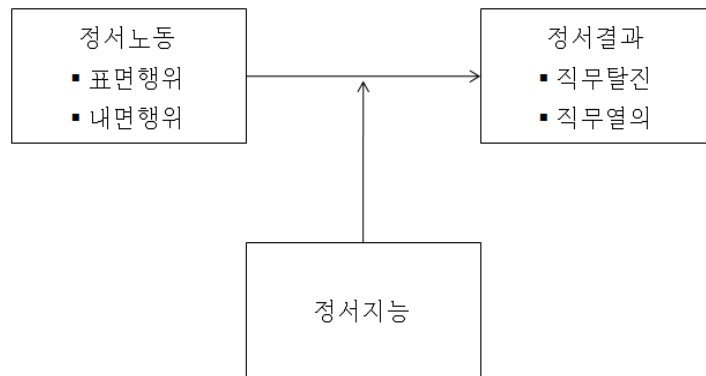 정서노동
▪ 표면행위
▪ 내면행위
정서결과
▪ 직무탈진
▪ 직무열의
정서지능